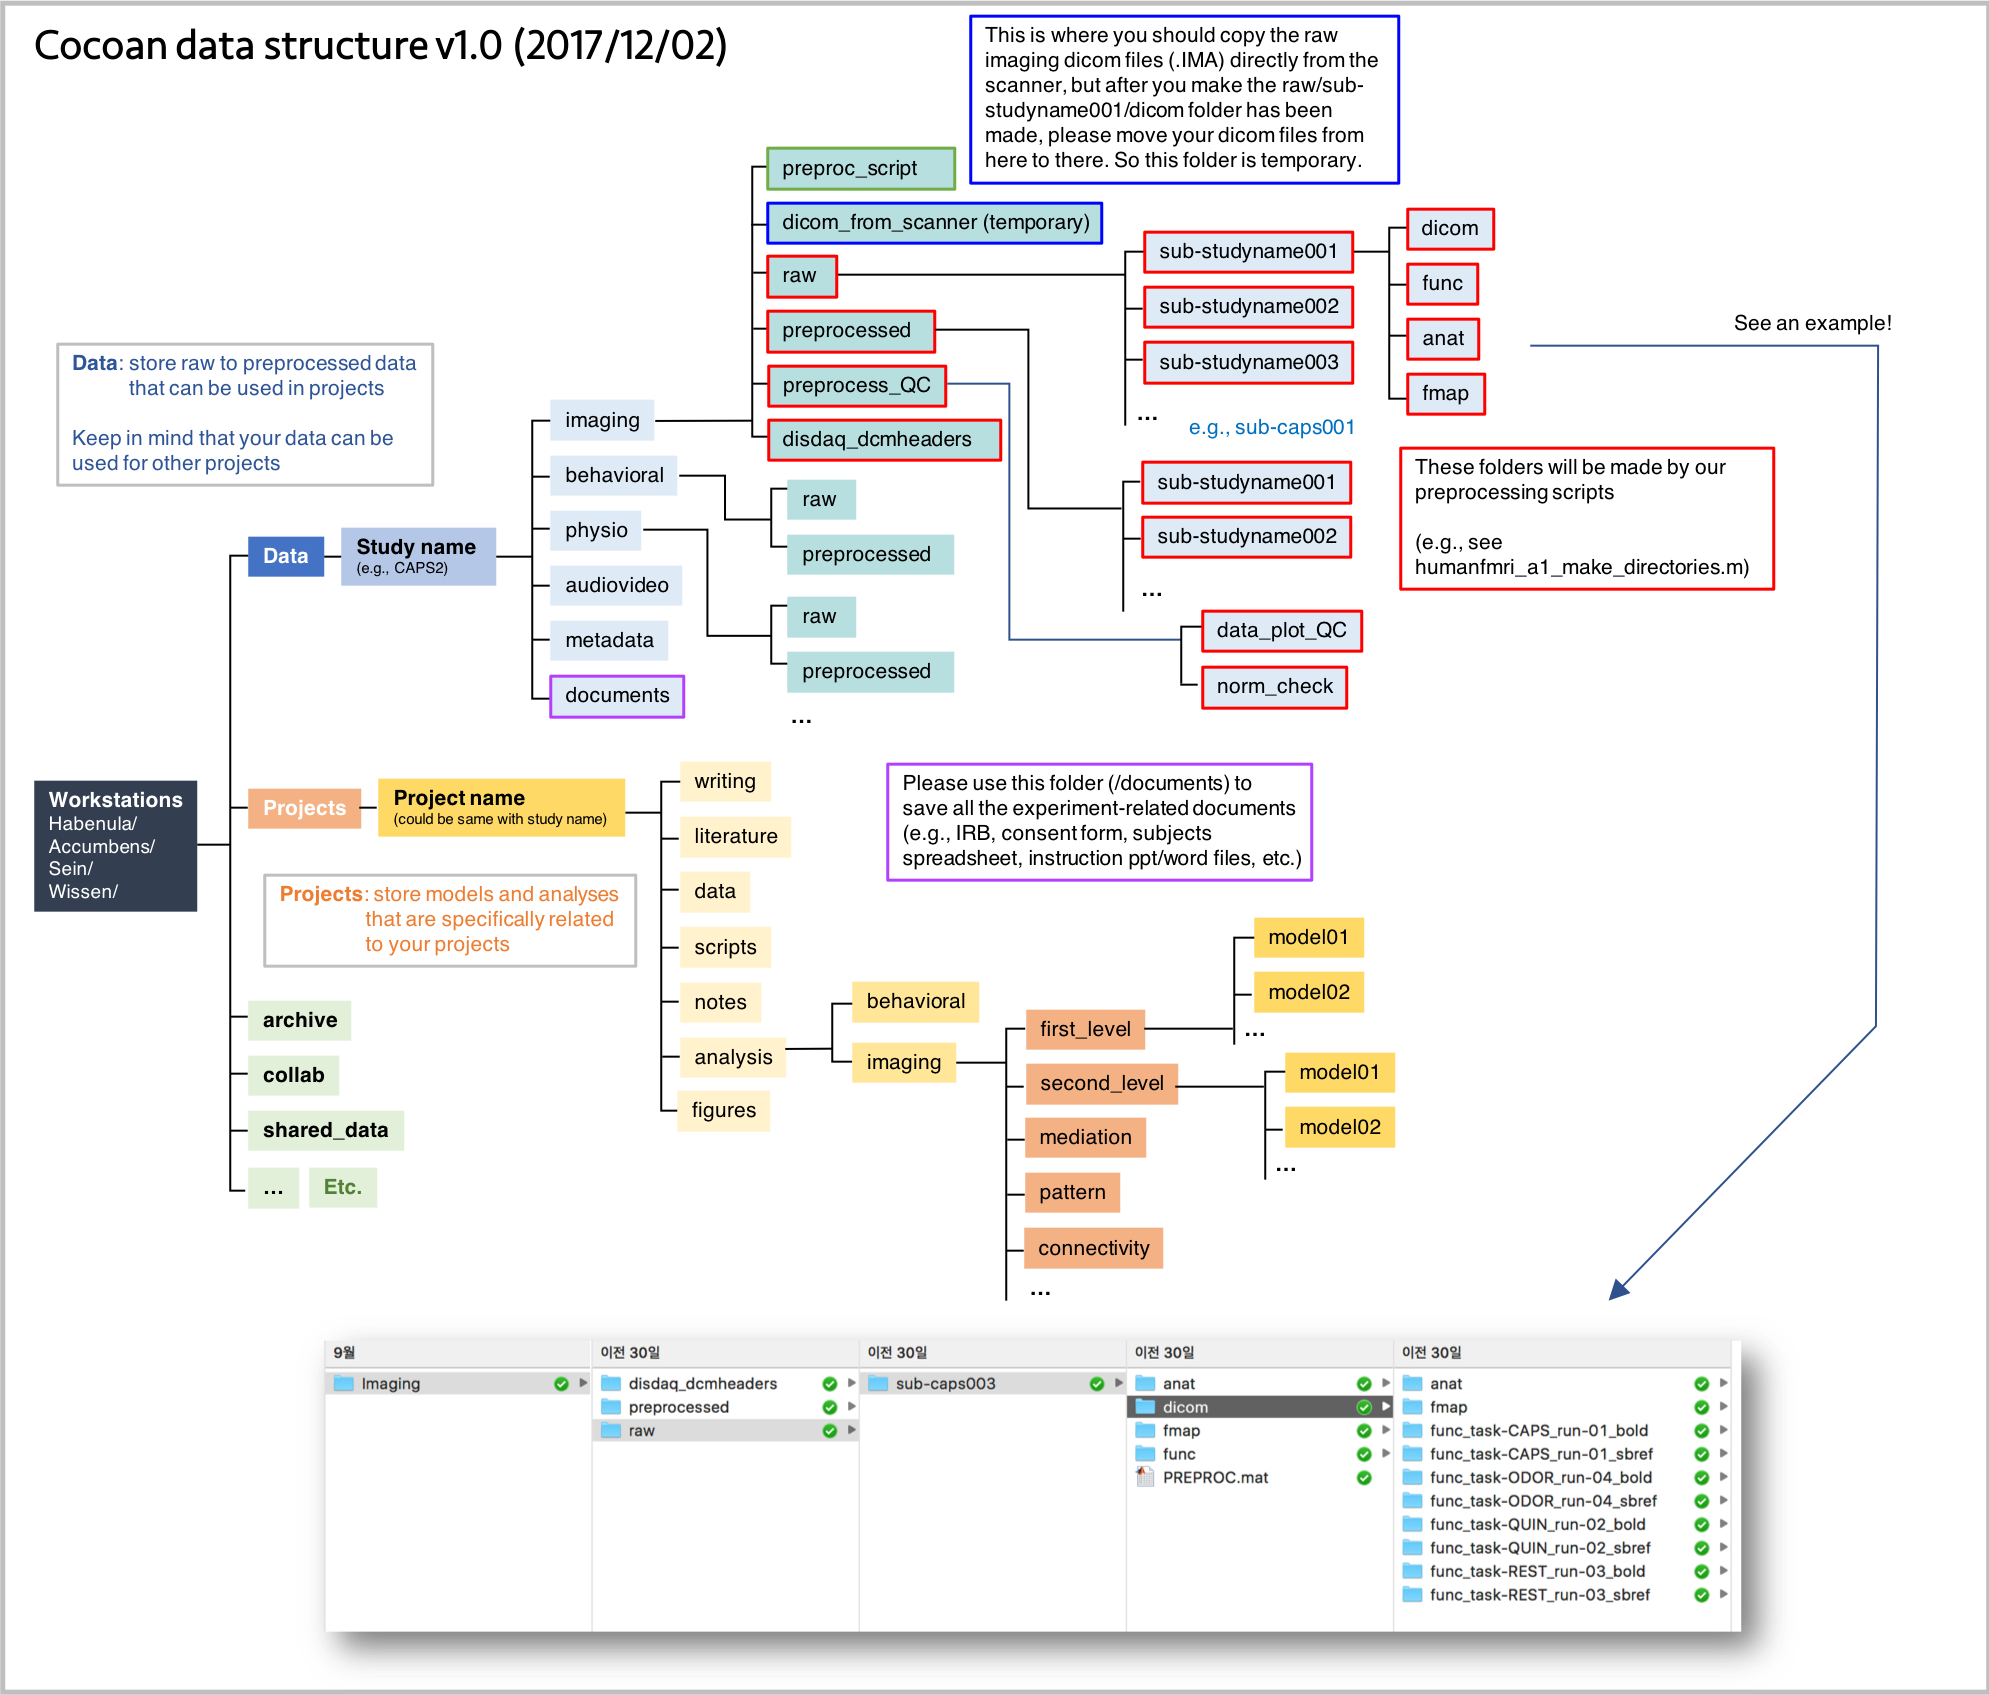 Cocoan data structure v1.0 (2017/12/02)
This is where you should copy the raw
imaging dicom files (.IMA) directly from the
scanner, but after you make the raw/sub-
studyname001/dicom folder has been
made, please move your dicom files from
here to there. So this folder is temporary.
preproc_script
dicom_from_scanner (temporary)
raw
preprocessed
preprocess_QC
disdaq_dcmheaders
sub-studyname001
sub-studyname002
sub-studyname003
...
e.g., sub-caps001
dicom
func
anat
fmap
See an example!
Data: store raw to preprocessed data
that can be used in projects
Keep in mind that your data can be
used for other projects
imaging
behavioral
physio
audiovideo
metadata
documents
raw
preprocessed
raw
preprocessed
...
sub-studyname001
sub-studyname002
...
data_plot_QC
norm_check
These folders will be made by our
preprocessing scripts
(e.g., see
humanfmri_a1_make_directories.m)
Data
Study name
(e.g., CAPS2)
Workstations
Habenula/
Accumbens/
Sein/
Wissen/
Projects
Project name
(could be same with study name)
Projects: store models and analyses
that are specifically related
to your projects
writing
literature
data
scripts
notes
analysis
figures
Please use this folder (/documents) to
save all the experiment-related documents
(e.g., IRB, consent form, subjects
spreadsheet, instruction ppt/word files, etc.)
behavioral
imaging
first_level
second_level
mediation
pattern
connectivity
...
model01
model02
...
model01
model02
...
archive
collab
shared_data
... Etc.
9월
Imaging
이전 30일
disdaq_dcmheaders
preprocessed
raw
이전 30일
sub-caps003
이전 30일
anat
dicom
fmap
func
PREPROC.mat
이전 30일
anat
fmap
func_task-CAPS_run-01_bold
func_task-CAPS_run-01_sbref
func_task-ODOR_run-04_bold
func_task-ODOR_run-04_sbref
func_task-QUIN_run-02_bold
func_task-QUIN_run-02_sbref
func_task-REST_run-03_bold
func_task-REST_run-03_sbref